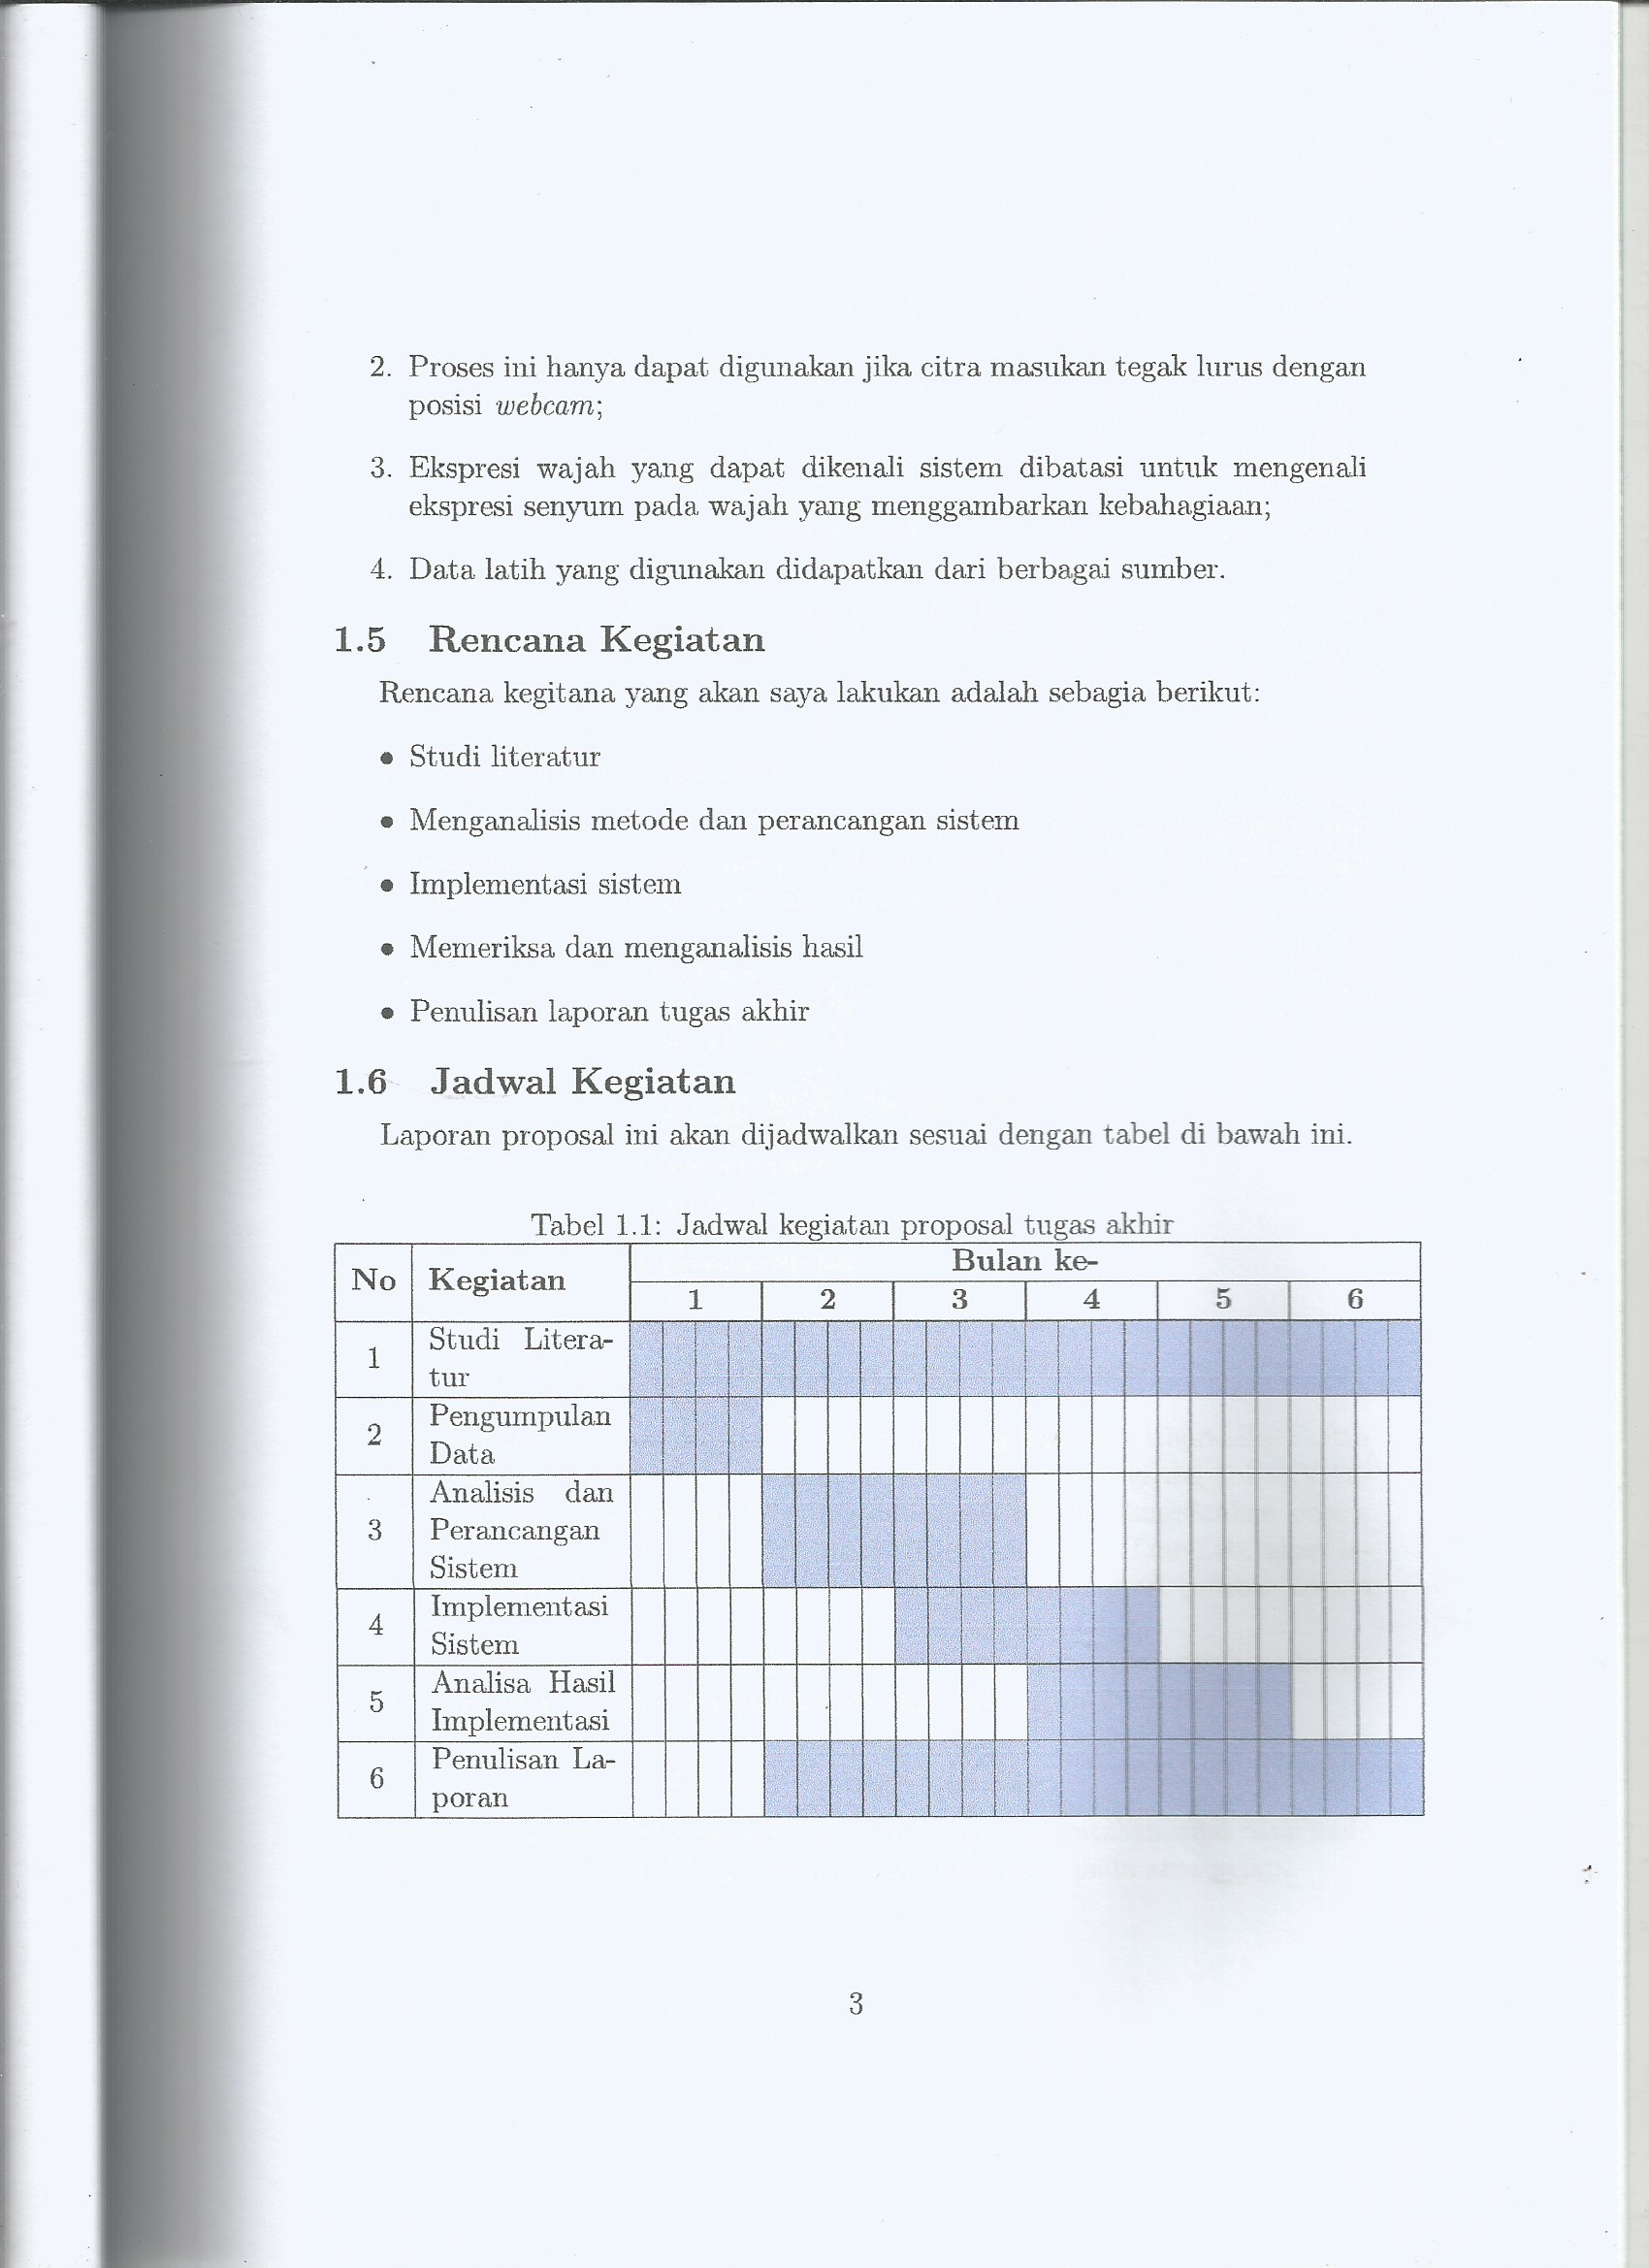 2. Proses ini hanya dapat digunakan jika citra masukan tegak lurus dengan
posisi webcam;
3. Ekspresi wajah yang dapat dikenali sistem dibatasi untuk mengenali
ekspresi senyum pada wajah yang menggambarkan kebahagiaan;
4. Data latih yang digunakan didapatkan dari berbagai sumber.
1.5 Rencana Kegiatan
Rencana kegitana yang akan saya lakukan adalah sebagia berikut:
• Studi literatur
• Menganalisis metode dan perancangan sistem
• Implementasi sistem
• Memeriksa dan menganalisis hasil
• Penulisan laporan tugas akhir
1.6 Jadwal Kegiatan
Laporan proposal ini akan dijadwalkan sesuai dengan tabel di bawah ini.
Tabel 1.1: Jadwal kegiatan proposal tugas akhir
No Kegiatan Bulan ke-
1 2 3 4 5 6
1 Studi Litera-
tur
2 Pengumpulan
Data
3 Analisis dan
Perancangan
Sistem
4 Implementasi
Sistem
5 Analisa Hasil
Implementasi
6 Penulisan La-
poran
3